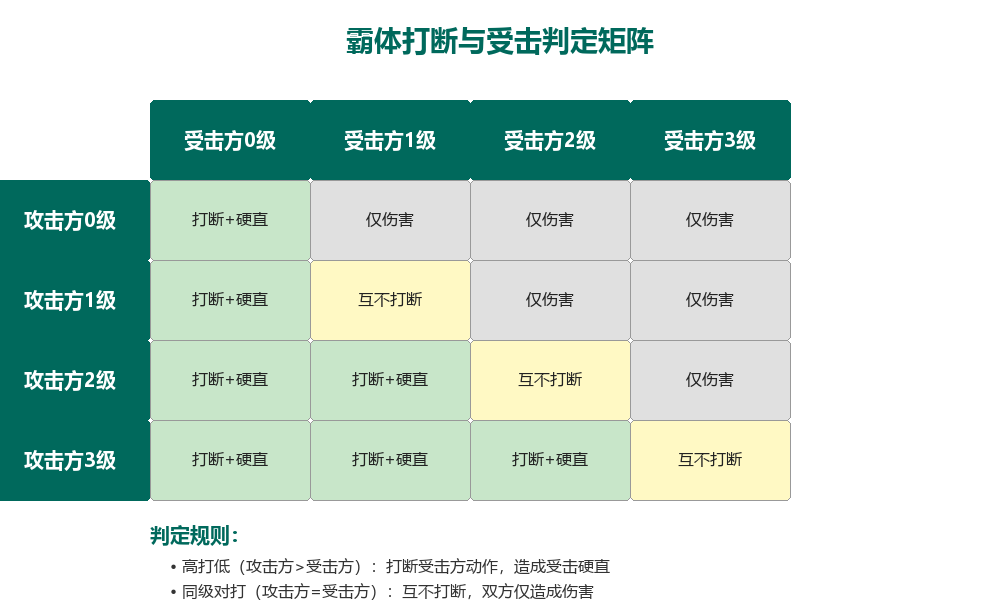 霸体打断与受击判定矩阵
受击方0级 受击方1级 受击方2级 受击方3级
攻击方0级 打断+硬直 仅伤害 仅伤害 仅伤害
攻击方1级 打断+硬直 互不打断 仅伤害 仅伤害
攻击方2级 打断+硬直 打断+硬直 互不打断 仅伤害
攻击方3级 打断+硬直 打断+硬直 打断+硬直 互不打断
判定规则：
• 高打低（攻击方>受击方）：打断受击方动作，造成受击硬直
• 同级对打（攻击方=受击方）：互不打断，双方仅造成伤害